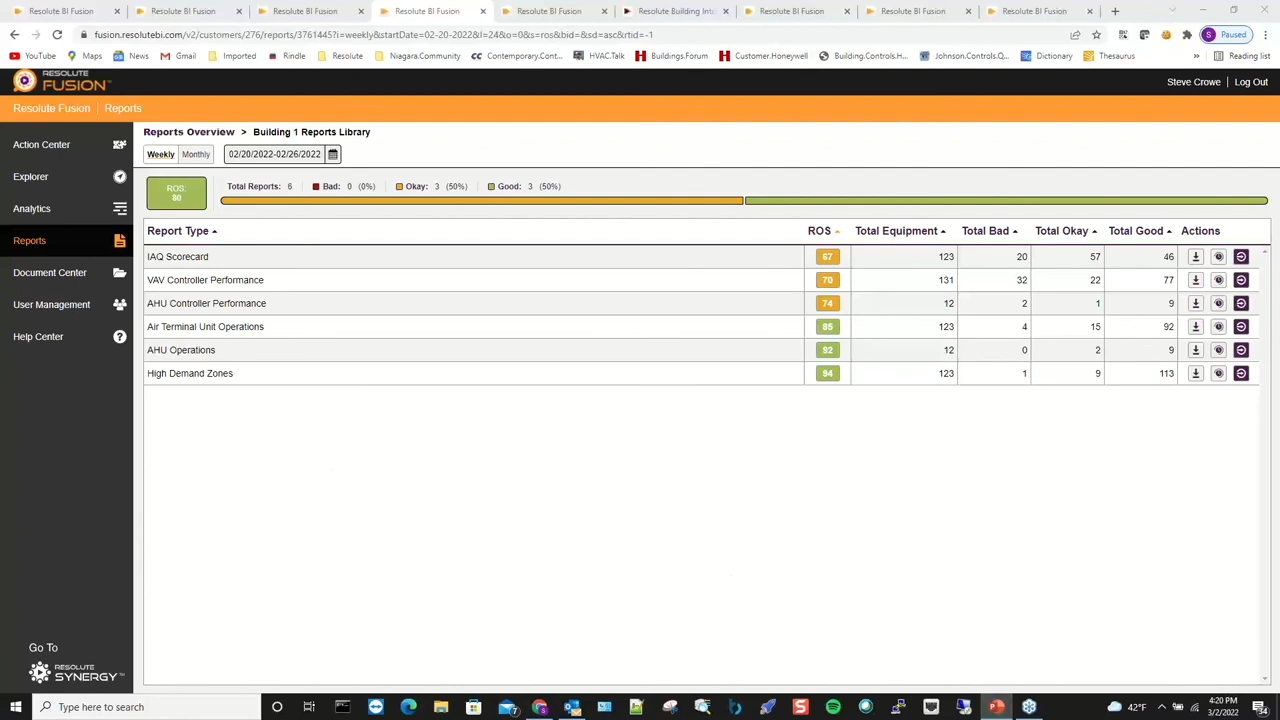 Resolute BI Fusion
Resolute BI Fusion
Resolute BI Fusion
Resolute BI Fusion
Resolute BI Fusion
Resolute Building Inte
Resolute BI Fusion
Resolute BI Fusion
Resolute BI Fusion
fusion.resolutebi.com/v2/customers/276/reports/3761445?i=weekly&startDate=02-20-2022&l=24&o=0&s=ros&bid=&sd=asc&rtid=-1
S Paused
YouTube Maps News Gmail Imported Rindle Resolute Niagara.Community Contemporary.Cont... HVAC.Talk Buildings.Forum Customer.Honeywell Building.Controls.H... Johnson.Controls.Q... Dictionary Thesaurus » Reading list
RESOLUTE FUSION™
Steve Crowe | Log Out
Resolute Fusion | Reports
Action Center
Explorer
Analytics
Reports
Document Center
User Management
Help Center
Go To
RESOLUTE SYNERGY™
Reports Overview > Building 1 Reports Library
Weekly Monthly 02/20/2022-02/26/2022
ROS: 80
Total Reports: 6 Bad: 0 (0%) Okay: 3 (50%) Good: 3 (50%)
Report Type ROS Total Equipment Total Bad Total Okay Total Good Actions
IAQ Scorecard 67 123 20 57 46
VAV Controller Performance 70 131 32 22 77
AHU Controller Performance 74 12 2 1 9
Air Terminal Unit Operations 85 123 4 15 92
AHU Operations 92 12 0 2 9
High Demand Zones 94 123 1 9 113
Type here to search
42°F
4:20 PM
3/2/2022